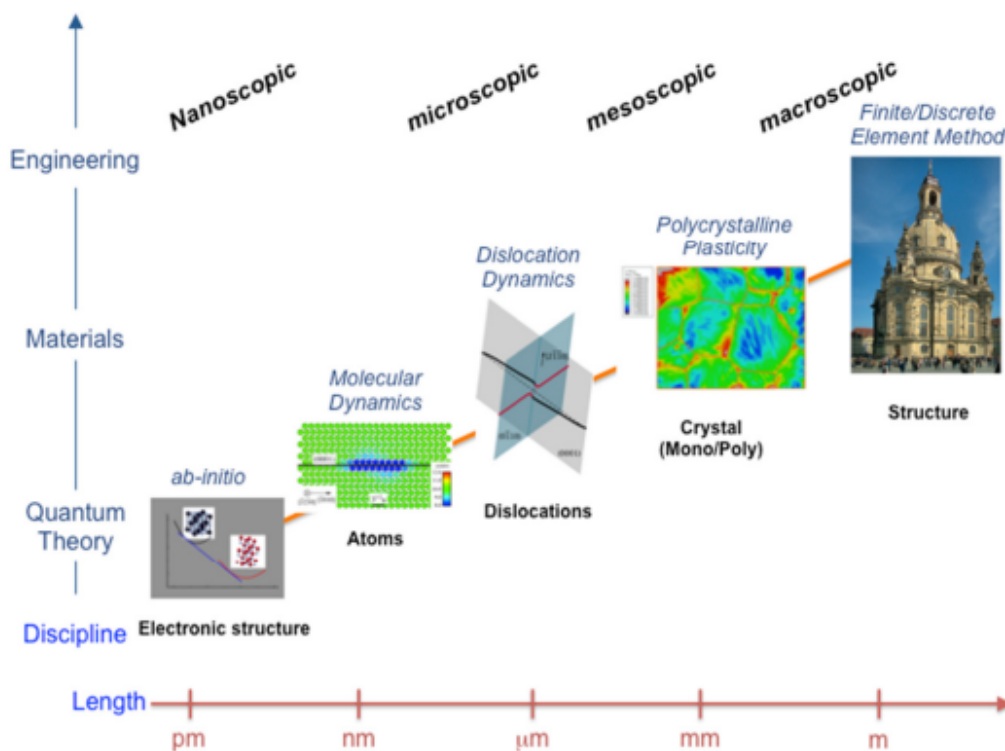 Nanoscopic
microscopic
mesoscopic
macroscopic
Finite/Discrete
Element Method
Engineering
Polycrystalline
Plasticity
Dislocation
Dynamics
Materials
Molecular
Dynamics
Structure
Crystal
(Mono/Poly)
ab-initio
Quantum
Theory
Atoms
Dislocations
Discipline
Electronic structure
Length
pm
nm
μm
mm
m